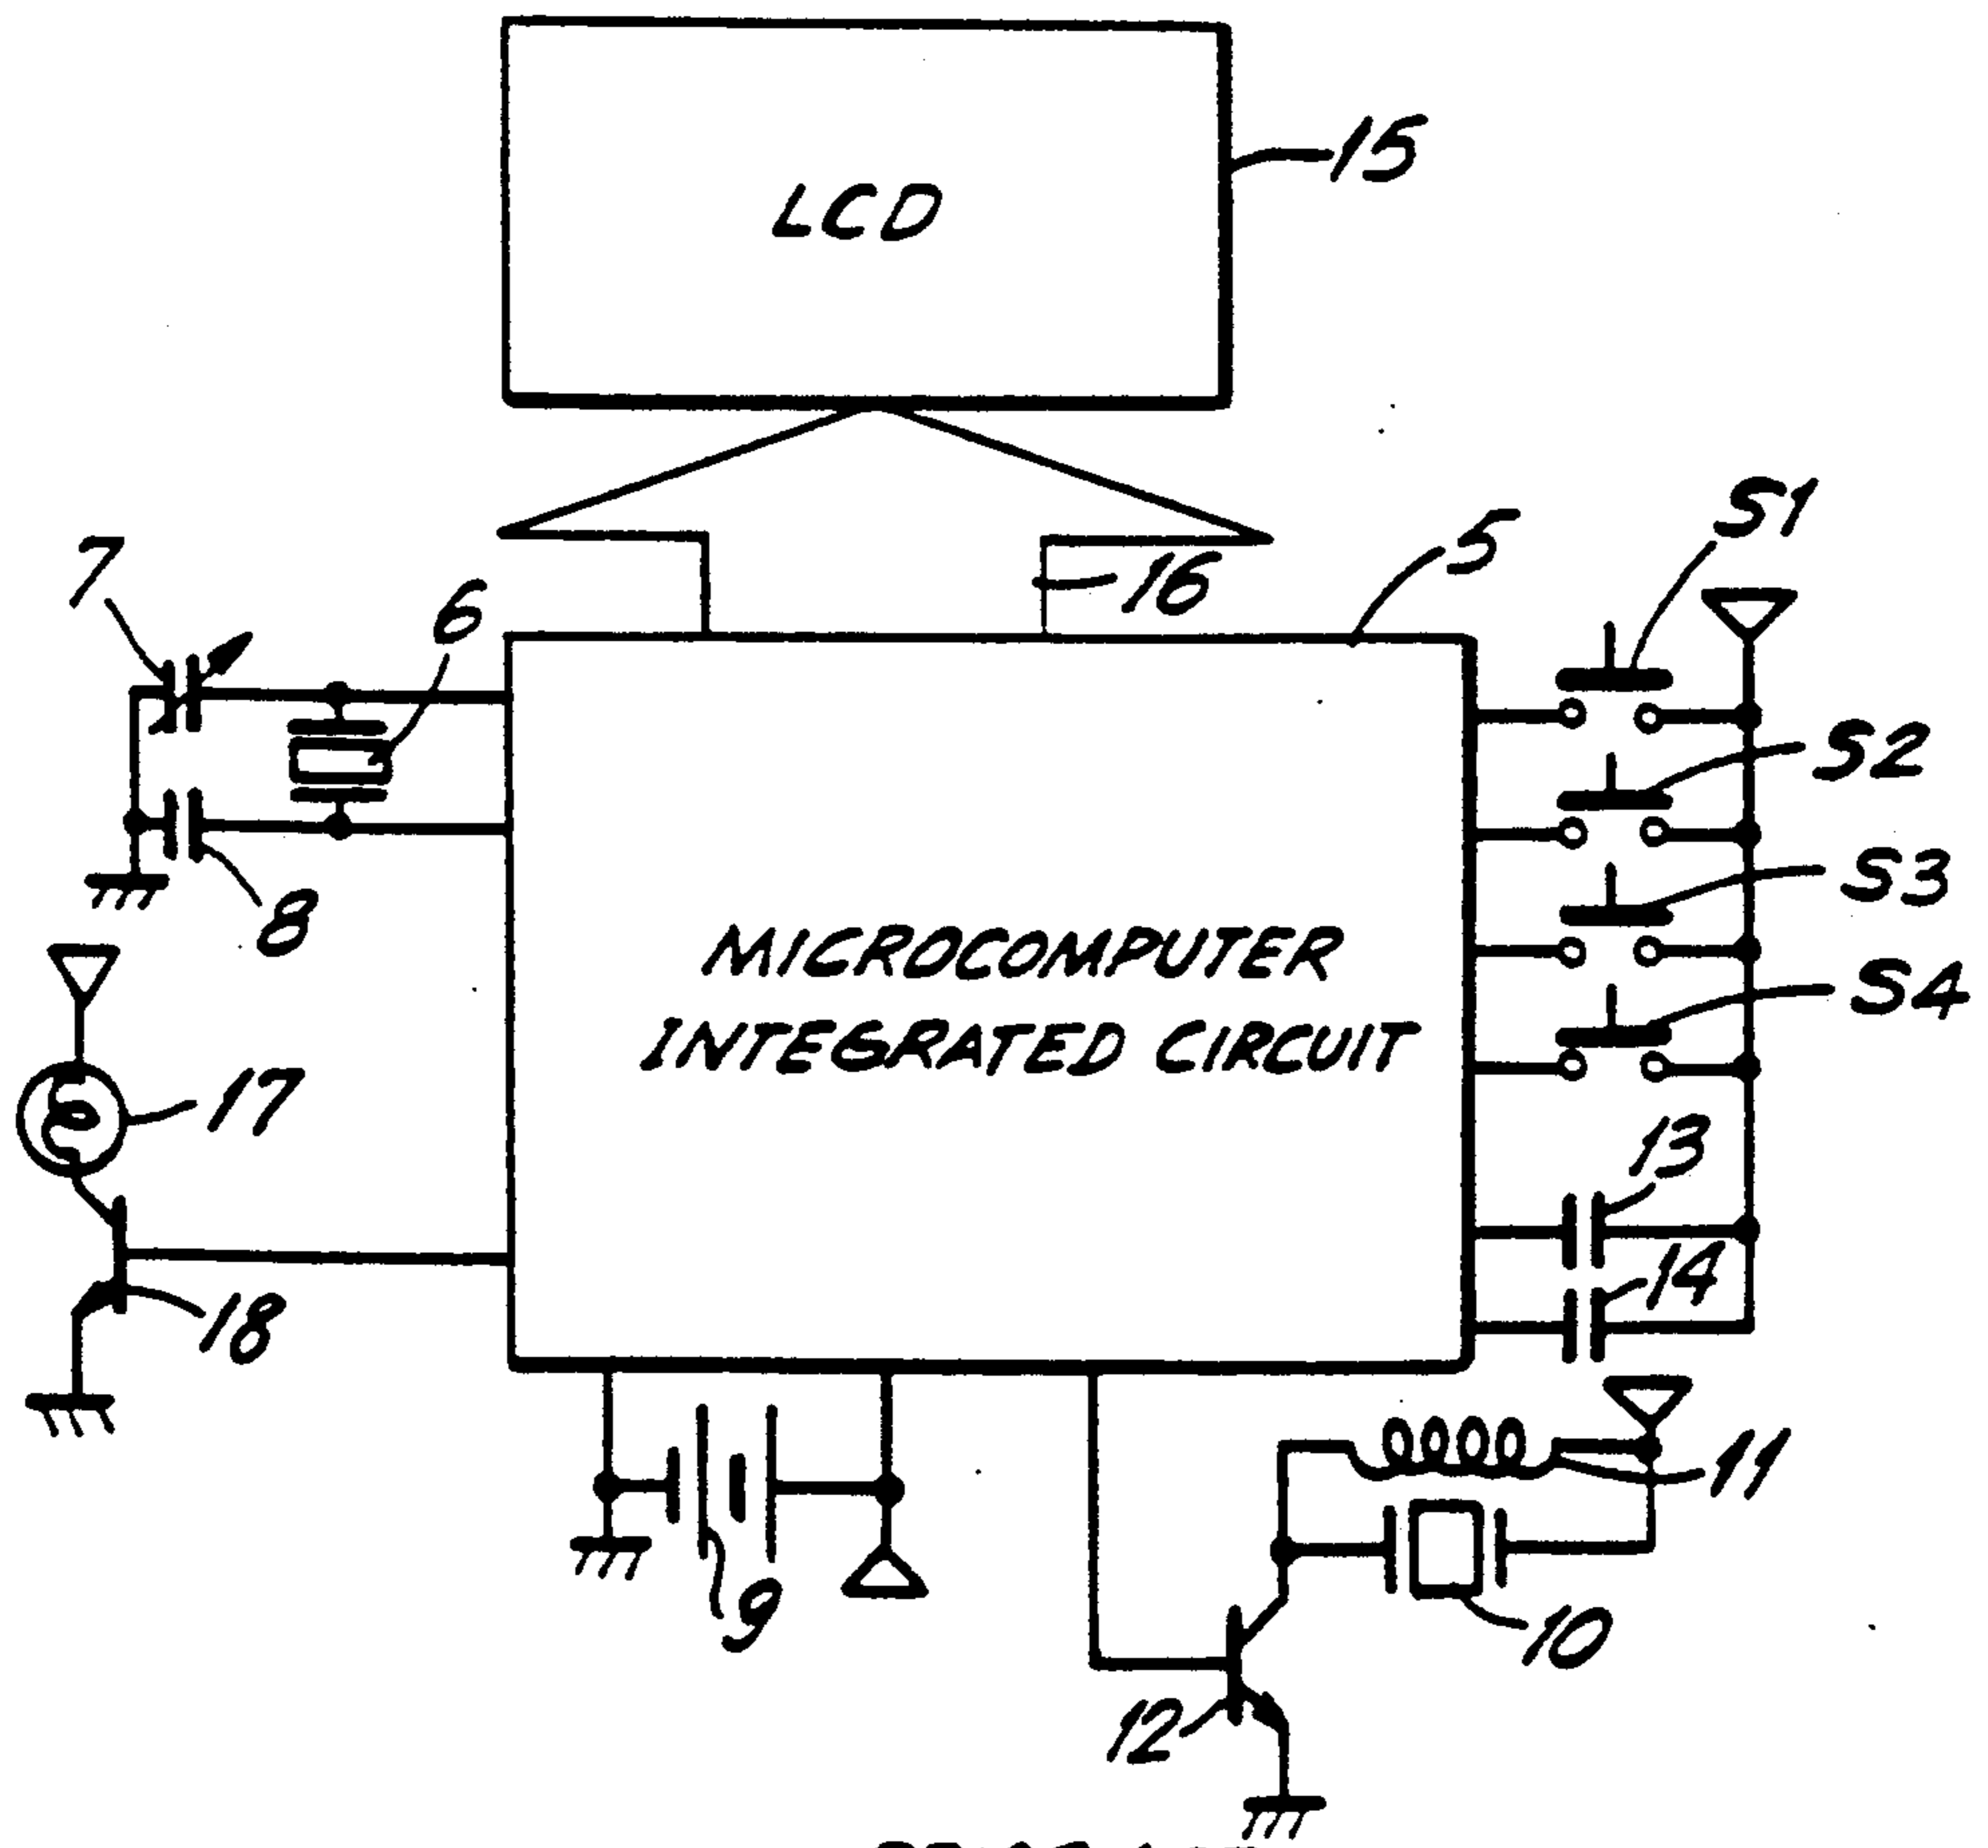 LCD
15
S1
5
7
16
6
S2
S3
8
MICROCOMPUTER
INTEGRATED CIRCUIT
S4
17
13
14
18
11
9
10
12